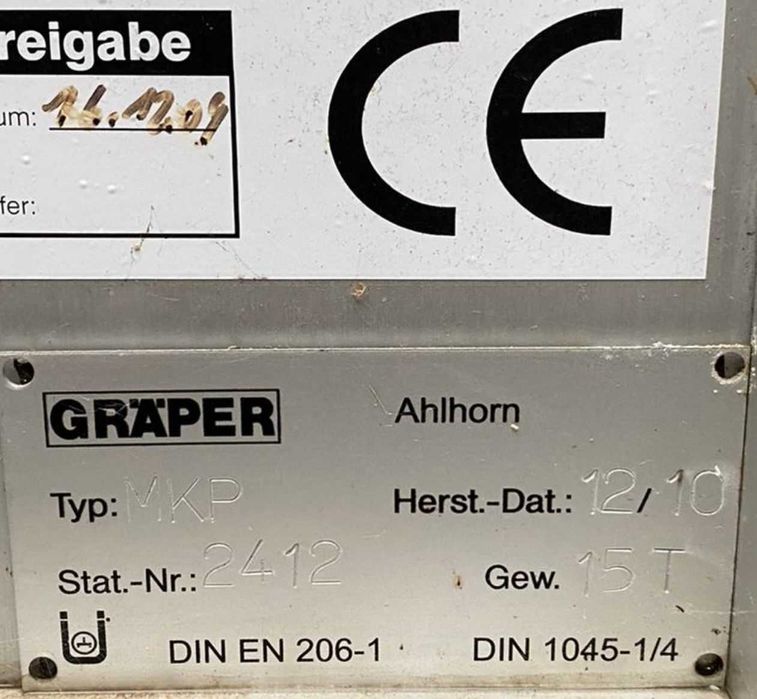 reigabe
um: 16.12.09
fer:
CE
GRÄPER Ahlhorn
Typ: MKP Herst.-Dat.: 12/10
Stat.-Nr.: 2412 Gew. 15 T
DIN EN 206-1 DIN 1045-1/4